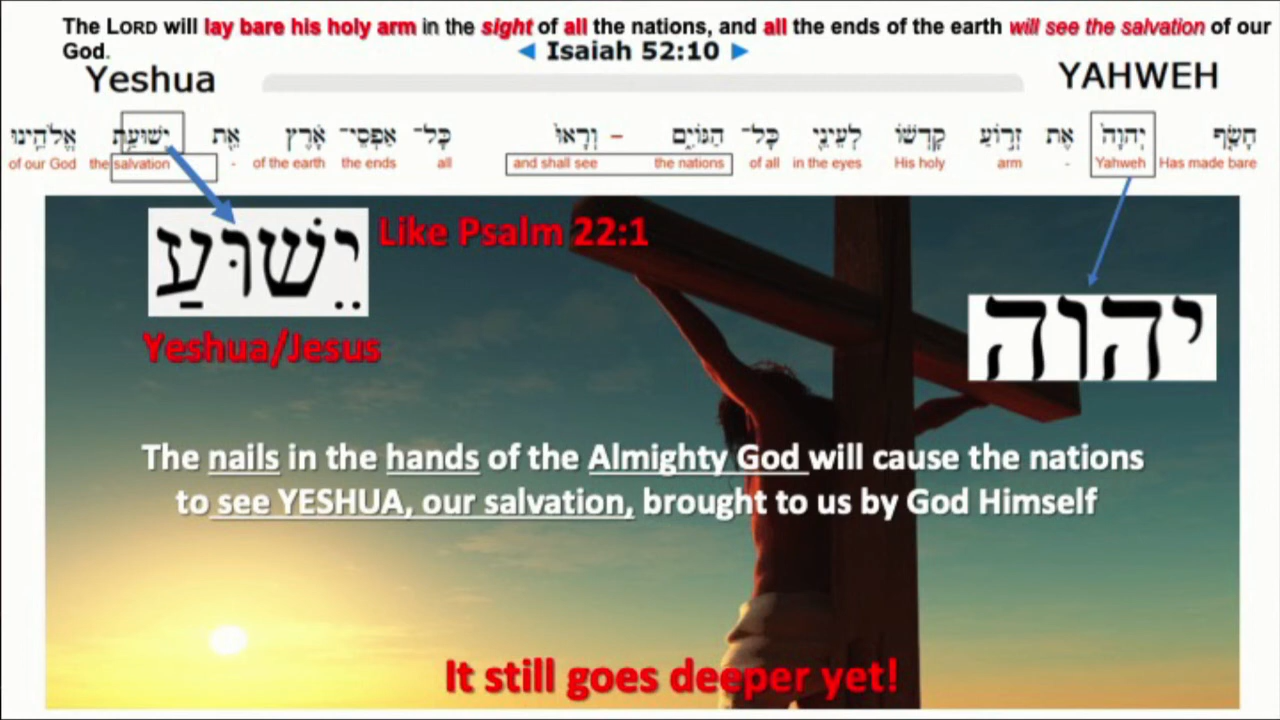 The LORD will lay bare his holy arm in the sight of all the nations, and all the ends of the earth will see the salvation of our
God.
◄ Isaiah 52:10 ►
Yeshua
YAHWEH
חָשַׂ֤ף יְהוָה֙ אֶת זְר֣וֹעַ קָדְשׁ֔וֹ לְעֵינֵ֖י כָּל־ הַגּוֹיִ֑ם – וְרָאוּ֙ כָּל־ אַפְסֵי־ אָ֔רֶץ אֵ֖ת יְשׁוּעַ֥ת אֱלֹהֵֽינוּ
of our God the salvation - of the earth the ends all and shall see the nations of all in the eyes His holy arm - Yahweh Has made bare
יֵשׁוּעַ
Like Psalm 22:1
יהוה
Yeshua/Jesus
The nails in the hands of the Almighty God will cause the nations
to see YESHUA, our salvation, brought to us by God Himself
It still goes deeper yet!